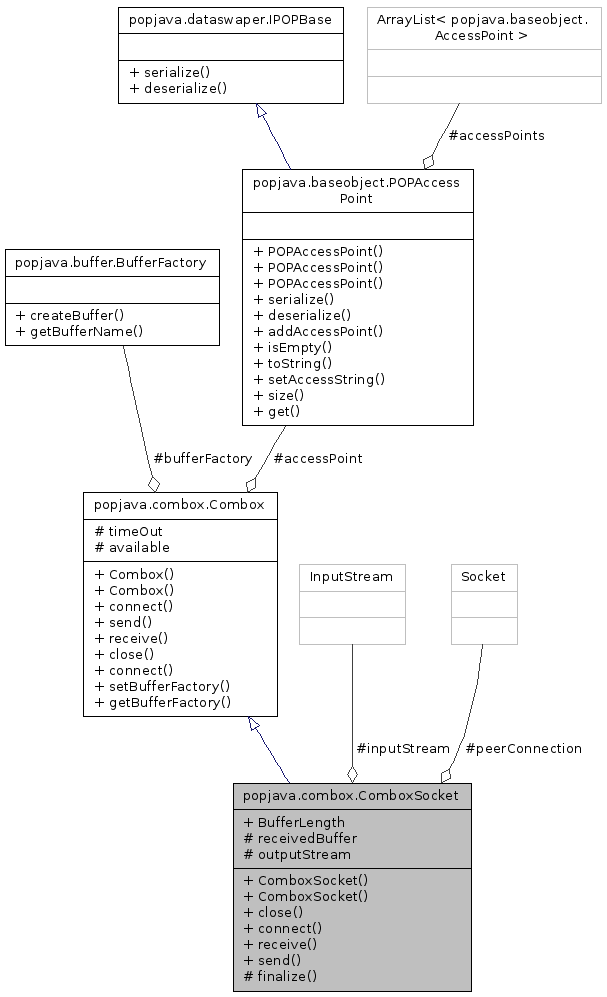 popjava.dataswaper.IPOPBase
+ serialize()
+ deserialize()
ArrayList< popjava.baseobject.
AccessPoint >
#accessPoints
popjava.baseobject.POPAccess
Point
+ POPAccessPoint()
+ POPAccessPoint()
+ POPAccessPoint()
+ serialize()
+ deserialize()
+ addAccessPoint()
+ isEmpty()
+ toString()
+ setAccessString()
+ size()
+ get()
popjava.buffer.BufferFactory
+ createBuffer()
+ getBufferName()
#bufferFactory
#accessPoint
popjava.combox.Combox
# timeOut
# available
+ Combox()
+ Combox()
+ connect()
+ send()
+ receive()
+ close()
+ connect()
+ setBufferFactory()
+ getBufferFactory()
InputStream
Socket
#inputStream
#peerConnection
popjava.combox.ComboxSocket
+ BufferLength
# receivedBuffer
# outputStream
+ ComboxSocket()
+ ComboxSocket()
+ close()
+ connect()
+ receive()
+ send()
# finalize()